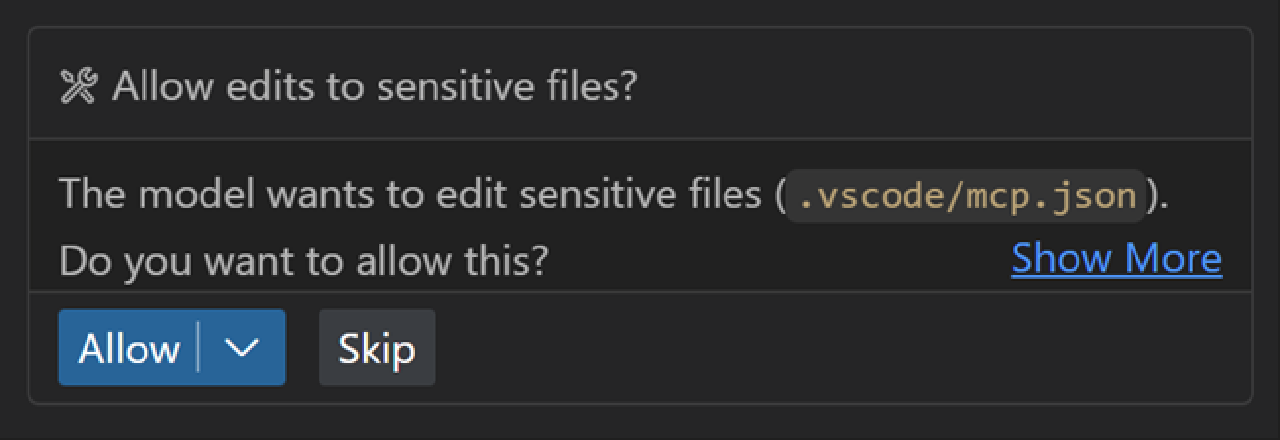 Allow edits to sensitive files?
The model wants to edit sensitive files (.vscode/mcp.json).
Do you want to allow this?
Show More
Allow
Skip